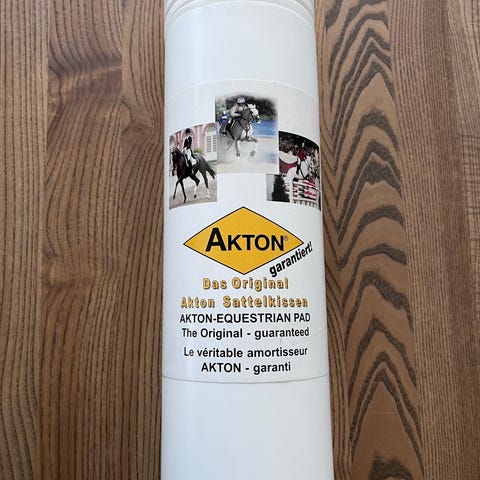 AKTON®
garantiert!
Das Original
Akton Sattelkissen
AKTON-EQUESTRIAN PAD
The Original - guaranteed
Le véritable amortisseur
AKTON - garanti